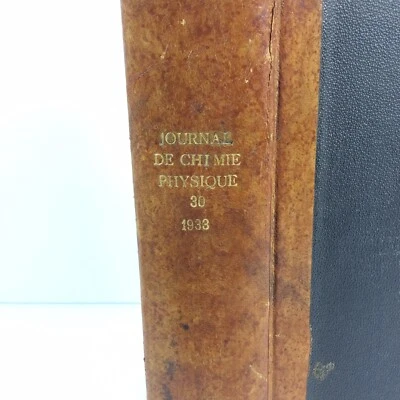 JOURNAL
DE CHIMIE
PHYSIQUE
30
1933